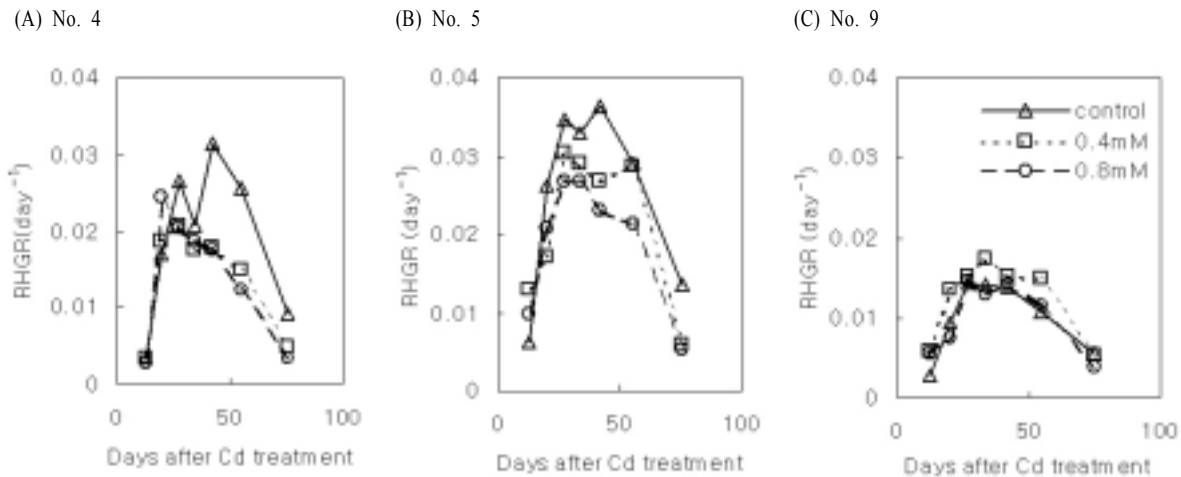 (A) No. 4
(B) No. 5
(C) No. 9
0.04
0.03
0.02
0.01
0
RHGR(day⁻¹)
0 50 100
Days after Cd treatment
0.04
0.03
0.02
0.01
0
RHGR (day⁻¹)
0 50 100
Days after Cd treatment
0.04
0.03
0.02
0.01
0
RHGR (day⁻¹)
control
0.4mM
0.8mM
0 50 100
Days after Cd treatment